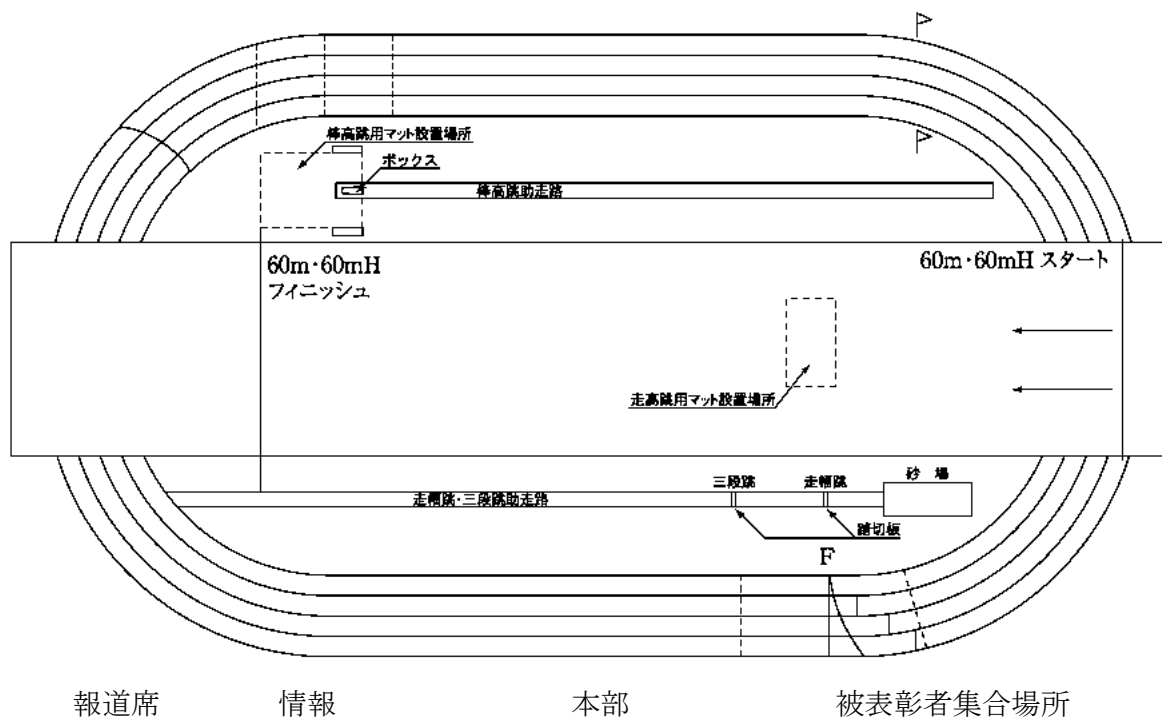 棒高跳用マット設置場所
ボックス
棒高跳助走路
60m・60mH
フィニッシュ
60m・60mH スタート
走高跳用マット設置場所
三段跳
走幅跳
砂 場
走幅跳・三段跳助走路
踏切板
F
報道席
情報
本部
被表彰者集合場所